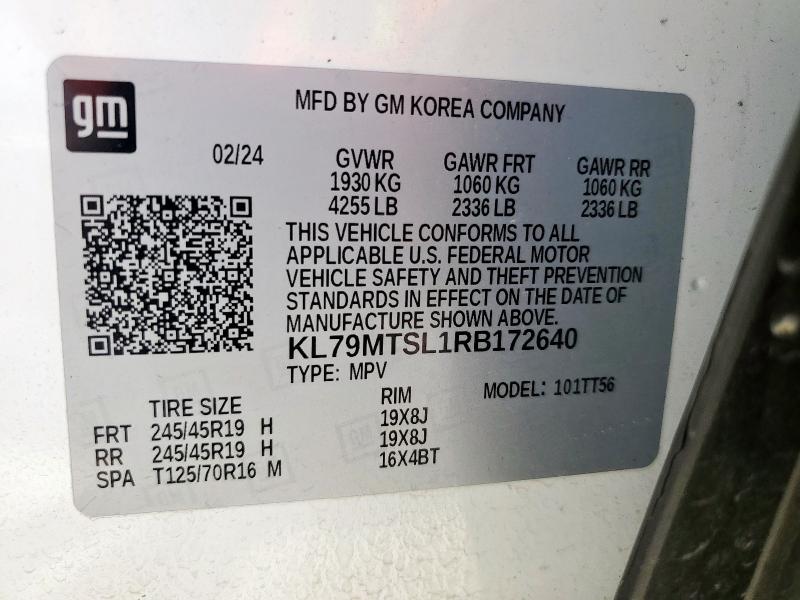 gm
MFD BY GM KOREA COMPANY
02/24
GVWR GAWR FRT GAWR RR
1930 KG 1060 KG 1060 KG
4255 LB 2336 LB 2336 LB
THIS VEHICLE CONFORMS TO ALL
APPLICABLE U.S. FEDERAL MOTOR
VEHICLE SAFETY AND THEFT PREVENTION
STANDARDS IN EFFECT ON THE DATE OF
MANUFACTURE SHOWN ABOVE.
KL79MTSL1RB172640
TYPE: MPV MODEL: 101TT56
TIRE SIZE RIM
FRT 245/45R19 H 19X8J
RR 245/45R19 H 19X8J
SPA T125/70R16 M 16X4BT